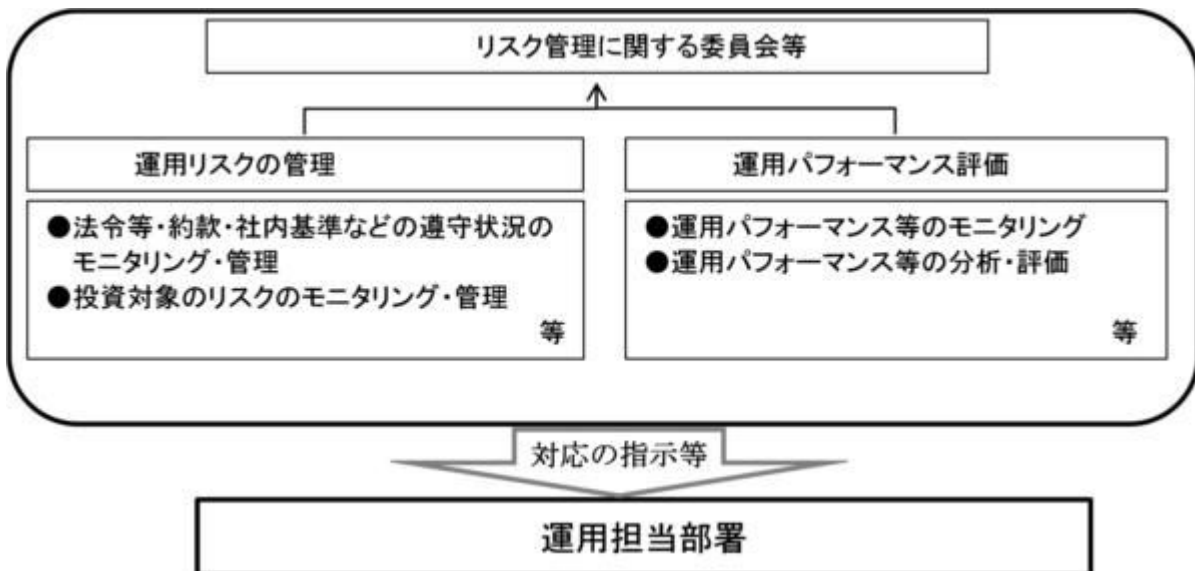 リスク管理に関する委員会等
運用リスクの管理
●法令等・約款・社内基準などの遵守状況の
モニタリング・管理
●投資対象のリスクのモニタリング・管理
等
運用パフォーマンス評価
●運用パフォーマンス等のモニタリング
●運用パフォーマンス等の分析・評価
等
対応の指示等
運用担当部署